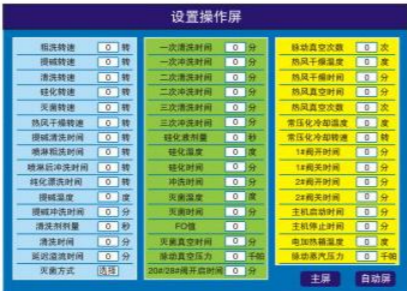 设置操作屏
粗洗转速 0 转
提碱转速 0 转
清洗转速 0 转
硅化转速 0 转
灭菌转速 0 转
热风干燥转速 0 转
提碱清洗时间 0 转
喷淋粗洗时间 0 转
喷淋后冲洗时间 0 转
纯化漂洗时间 0 转
提碱温度 0 度
提碱冲洗时间 0 分
清洗剂剂量 0 秒
清洗时间 0 分
延迟溢流时间 0 分
灭菌方式 选择
一次清洗时间 0 分
一次冲洗时间 0 分
二次清洗时间 0 分
二次冲洗时间 0 分
三次清洗时间 0 分
三次冲洗时间 0 分
硅化液剂量 0 秒
硅化温度 0 度
硅化时间 0 分
冲洗时间 0 分
灭菌温度 0 度
灭菌时间 0 分
FO值 0
灭菌真空时间 0 分
脉动真空压力 0 千帕
20#/28#阀开启时间 0 分
脉动真空次数 0 次
热风干燥温度 0 度
热风干燥时间 0 分
热风真空时间 0 分
热风真空次数 0 次
常压化冷却温度 0 度
常压化冷却转速 0 转
1#阀开时间 0 分
1#阀关时间 0 分
2#阀开时间 0 分
2#阀关时间 0 分
主机启动时间 0 分
主机停止时间 0 分
电加热箱温度 0 度
脉动蒸汽压力 0 千帕
主屏 自动屏